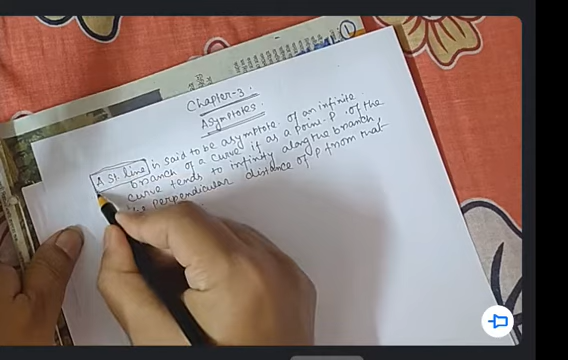 Chapter-3.
Asymptotes.
A St. line is said to be asymptote of an infinite
branch of a curve if as a point P of the
curve tends to infinity along the branch
the perpendicular distance of P from that
1